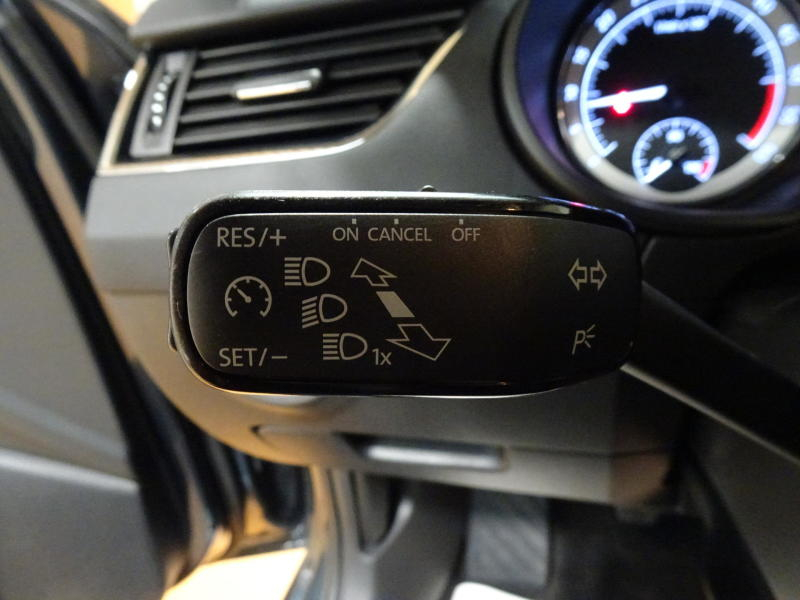 RES/+
ON CANCEL OFF
SET/-
1x
P